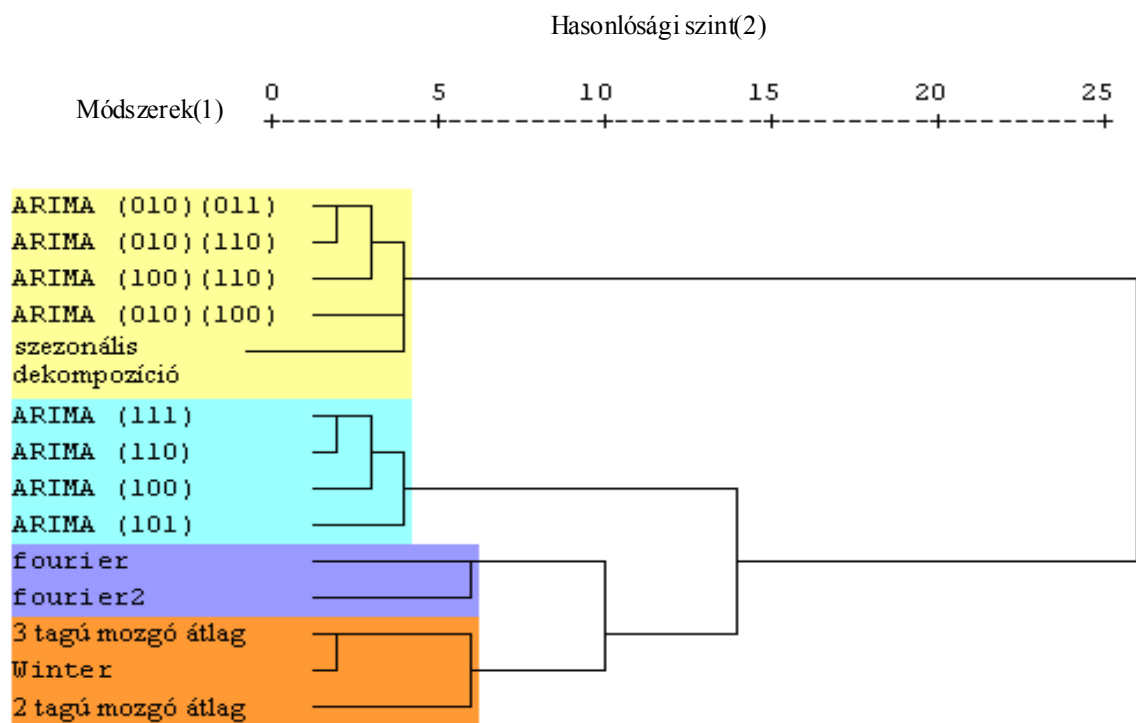 Hasonlósági szint(2)
Módszerek(1)
0 5 10 15 20 25
ARIMA (010)(011)
ARIMA (010)(110)
ARIMA (100)(110)
ARIMA (010)(100)
szezonális
dekompozíció
ARIMA (111)
ARIMA (110)
ARIMA (100)
ARIMA (101)
fourier
fourier2
3 tagú mozgó átlag
Winter
2 tagú mozgó átlag